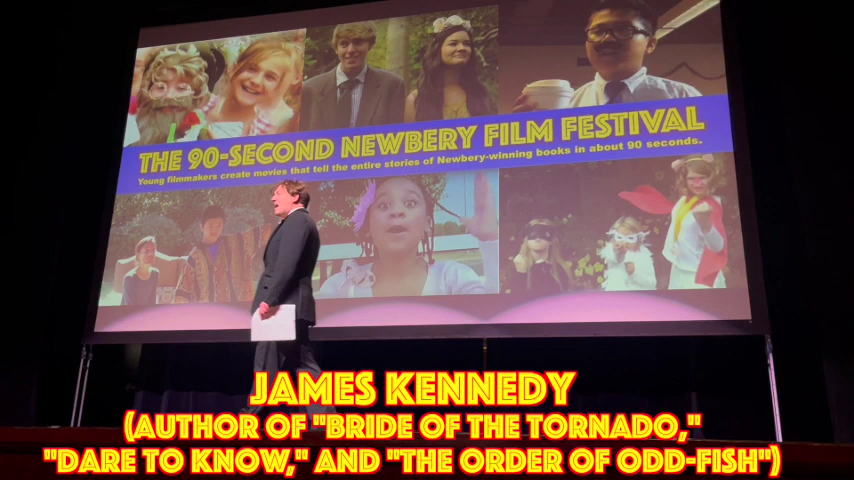 THE 90-SECOND NEWBERY FILM FESTIVAL
Young filmmakers create movies that tell the entire stories of Newbery-winning books in about 90 seconds.
JAMES KENNEDY
(AUTHOR OF "BRIDE OF THE TORNADO,"
"DARE TO KNOW," AND "THE ORDER OF ODD-FISH")